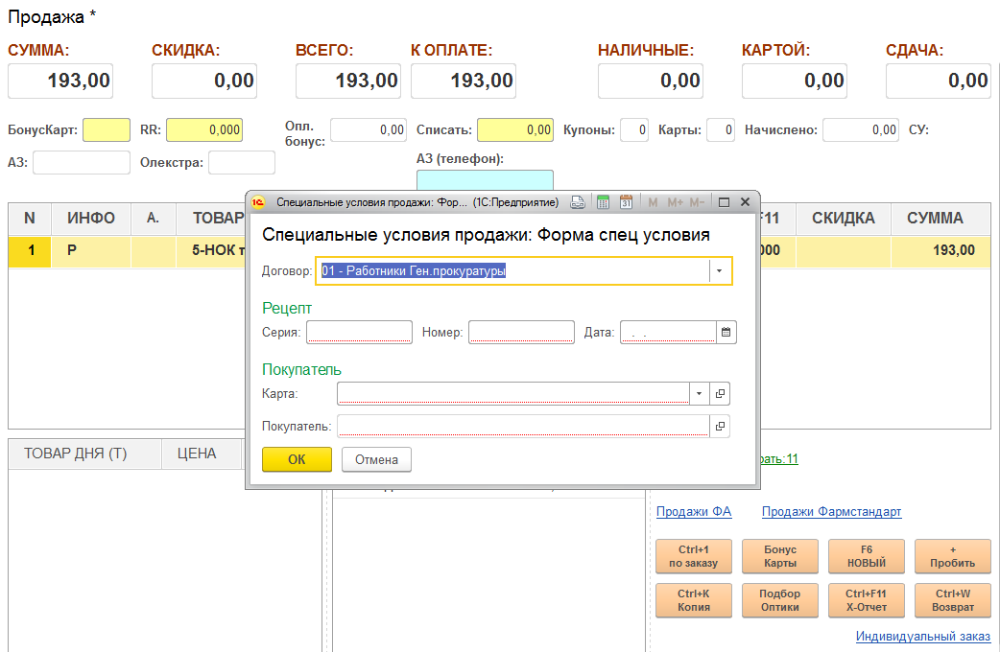 Продажа *
СУММА: СКИДКА: ВСЕГО: К ОПЛАТЕ: НАЛИЧНЫЕ: КАРТОЙ: СДАЧА:
193,00 0,00 193,00 193,00 0,00 0,00 0,00
БонусКарт: RR: 0,000 Опл. бонус: 0,00 Списать: 0,00 Купоны: 0 Карты: 0 Начислено: 0,00 СУ:
АЗ: Олекстра: АЗ (телефон):
Специальные условия продажи: Фор... (1С:Предприятие) 31 M M+ M-
N ИНФО А. ТОВАР F11 СКИДКА СУММА
1 Р 5-НОК т 000 193,00
Специальные условия продажи: Форма спец условия
Договор: 01 - Работники Ген.прокуратуры
Рецепт
Серия: Номер: Дата: . .
Покупатель
Карта:
Покупатель:
ОК Отмена
ТОВАР ДНЯ (Т) ЦЕНА
рать:11
Продажи ФА Продажи Фармстандарт
Ctrl+1 Бонус F6 +
по заказу Карты НОВЫЙ Пробить
Ctrl+K Подбор Ctrl+F11 Ctrl+W
Копия Оптики X-Отчет Возврат
Индивидуальный заказ